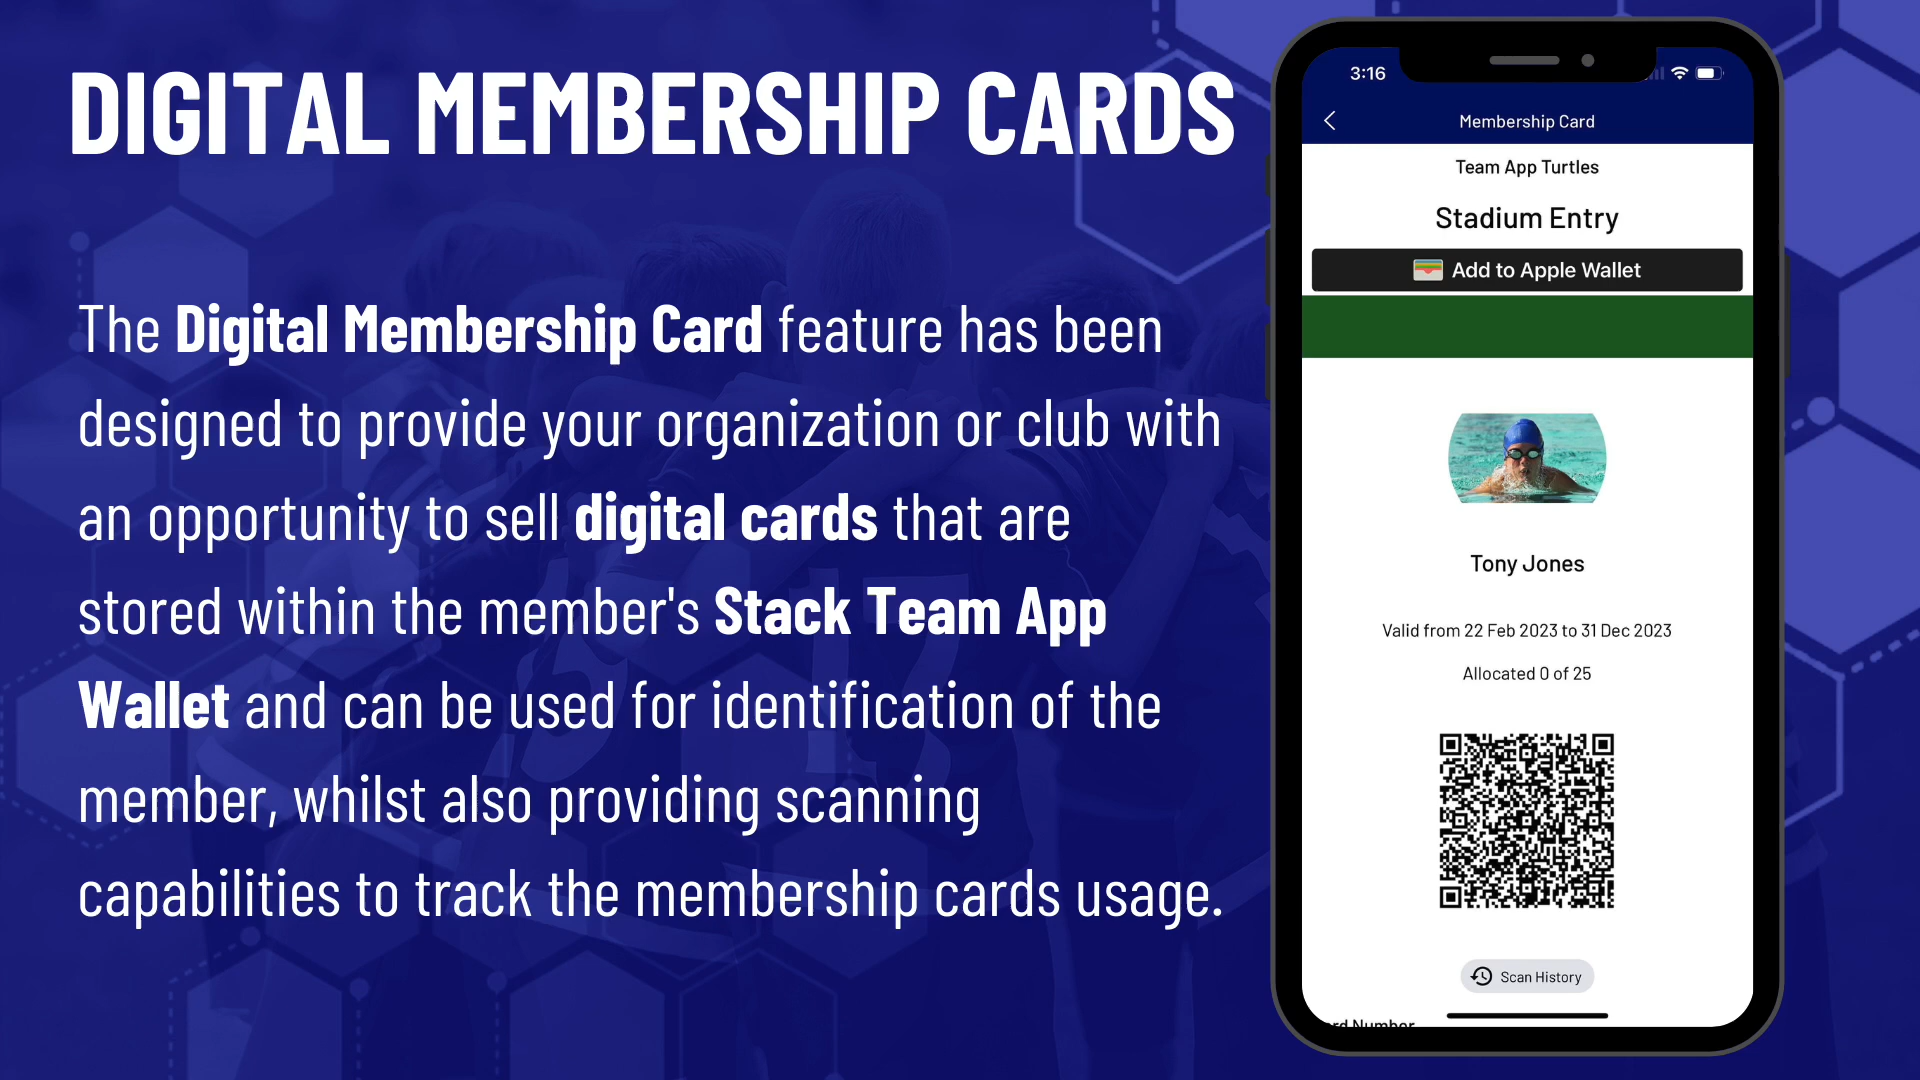 DIGITAL MEMBERSHIP CARDS
The Digital Membership Card feature has been
designed to provide your organization or club with
an opportunity to sell digital cards that are
stored within the member's Stack Team App
Wallet and can be used for identification of the
member, whilst also providing scanning
capabilities to track the membership cards usage.
3:16
Membership Card
Team App Turtles
Stadium Entry
Add to Apple Wallet
Tony Jones
Valid from 22 Feb 2023 to 31 Dec 2023
Allocated 0 of 25
Scan History
Number